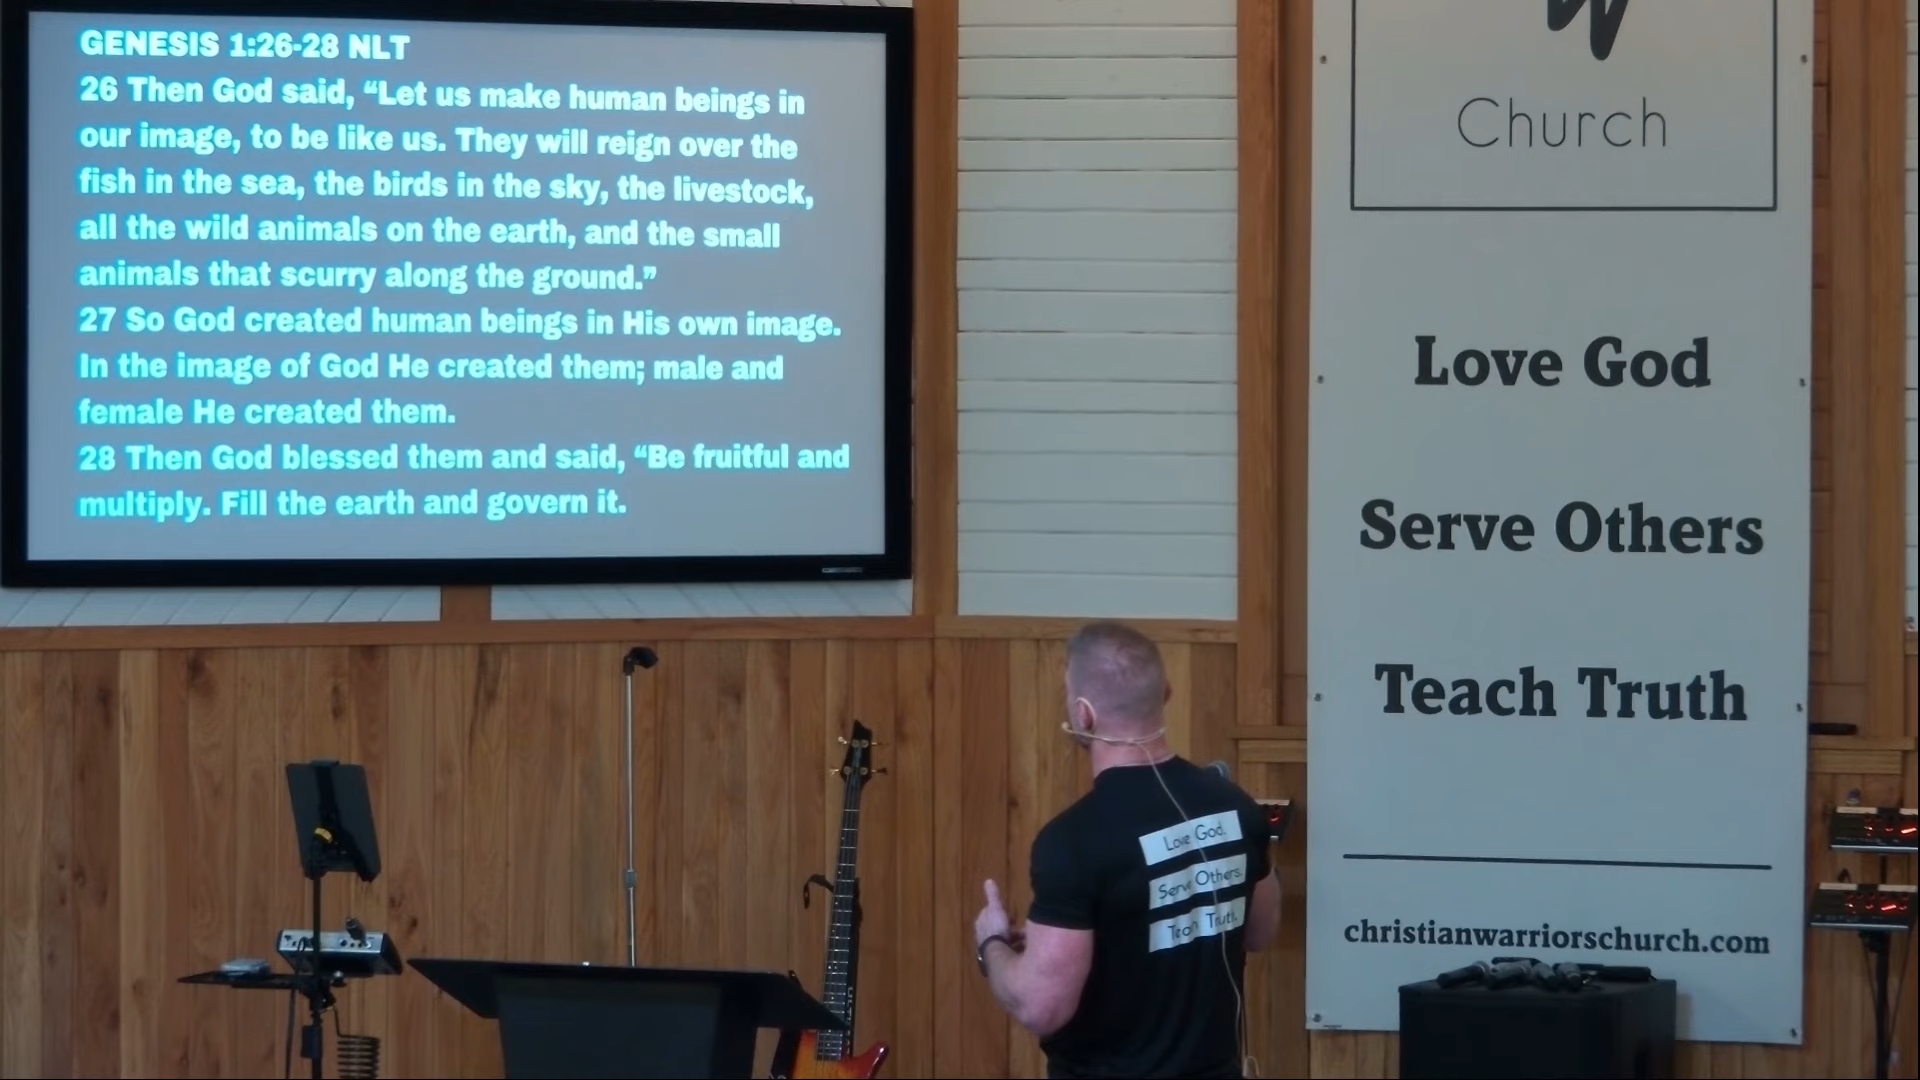 GENESIS 1:26-28 NLT
26 Then God said, “Let us make human beings in
our image, to be like us. They will reign over the
fish in the sea, the birds in the sky, the livestock,
all the wild animals on the earth, and the small
animals that scurry along the ground.”
27 So God created human beings in His own image.
In the image of God He created them; male and
female He created them.
28 Then God blessed them and said, “Be fruitful and
multiply. Fill the earth and govern it.
W
Church
Love God
Serve Others
Teach Truth
christianwarriorschurch.com
Love God.
Serve Others.
Teach Truth.